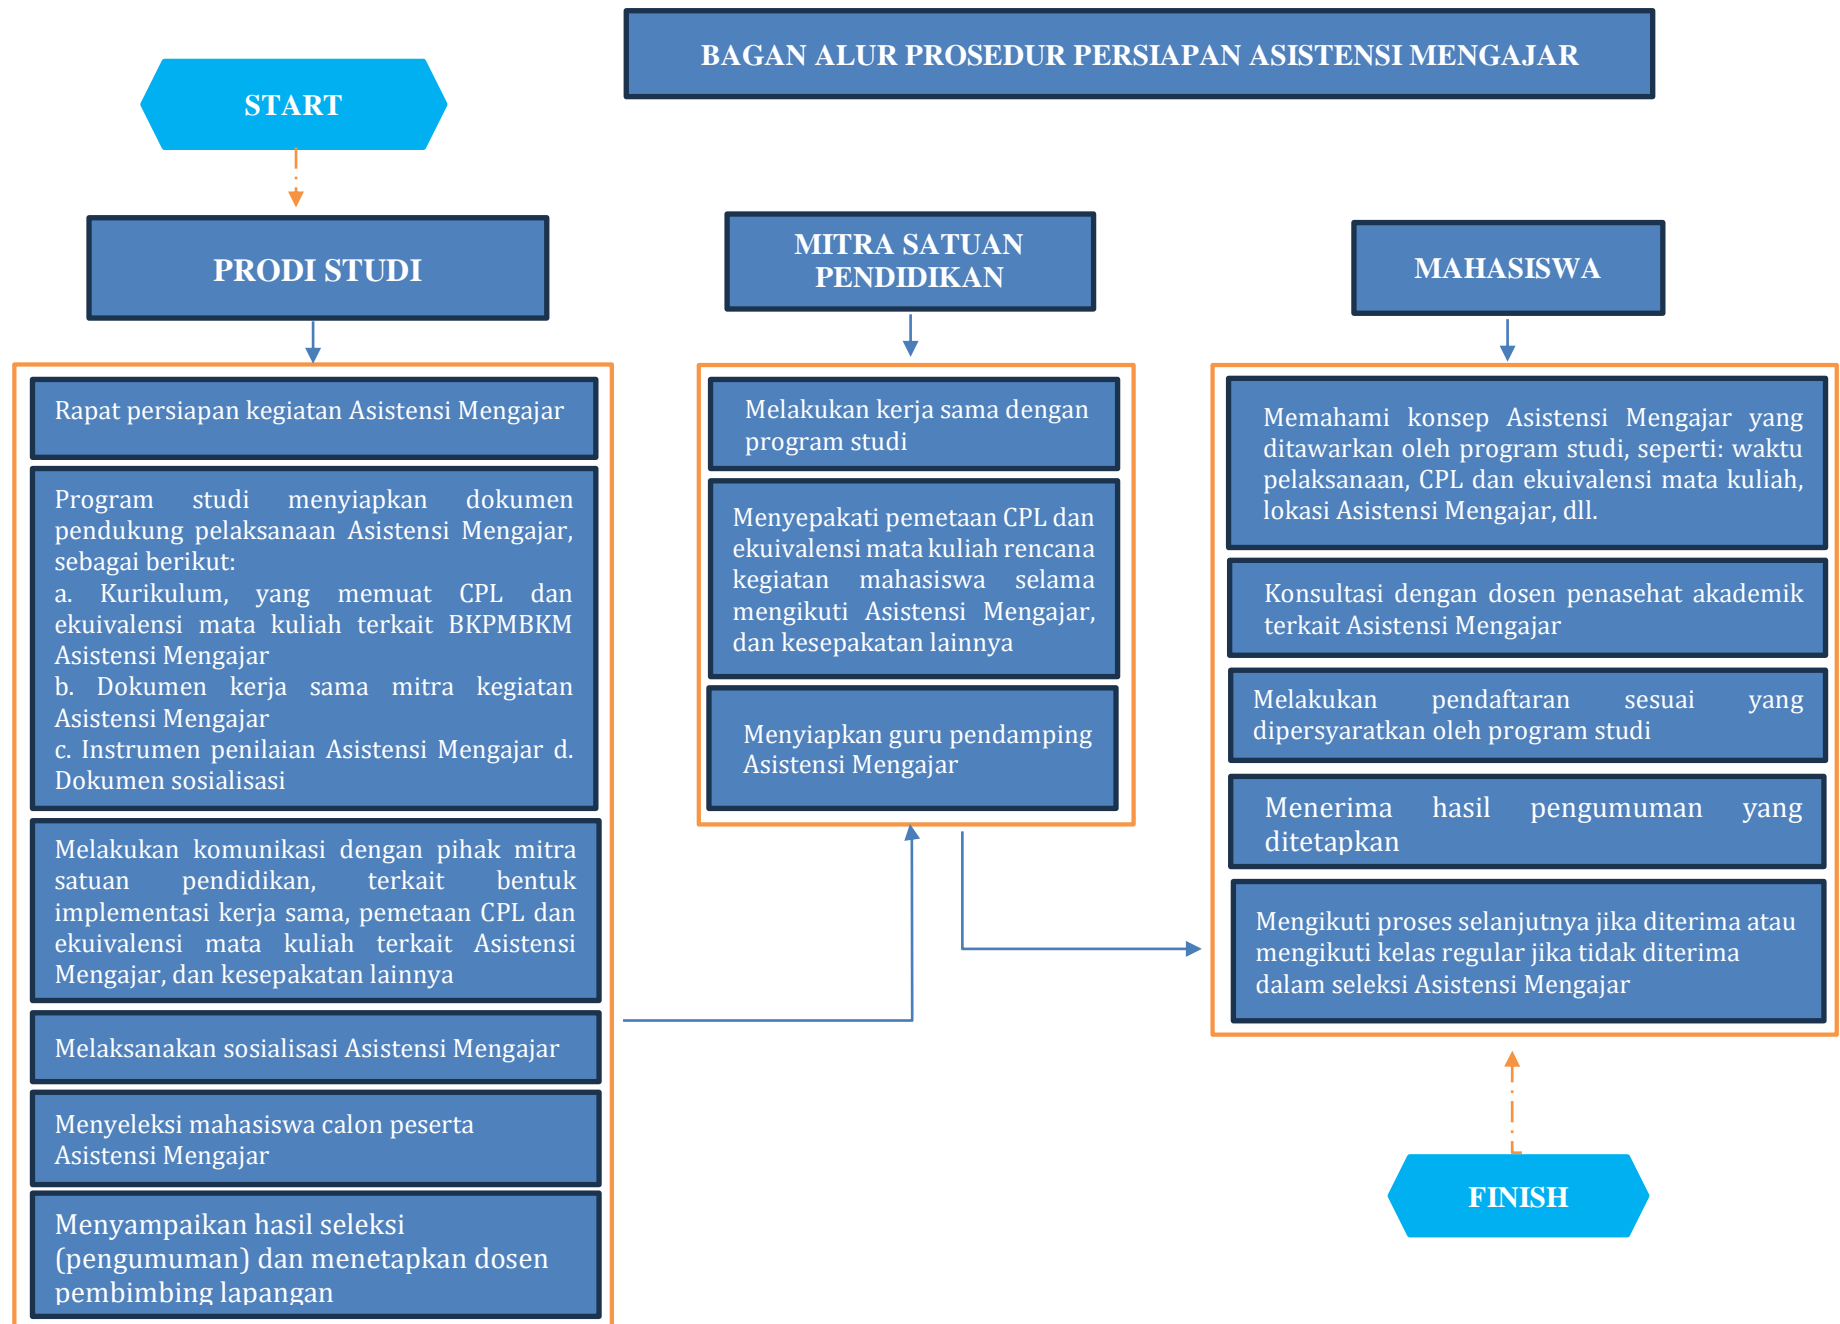 BAGAN ALUR PROSEDUR PERSIAPAN ASISTENSI MENGAJAR
START
PRODI STUDI
Rapat persiapan kegiatan Asistensi Mengajar
Program studi menyiapkan dokumen
pendukung pelaksanaan Asistensi Mengajar,
sebagai berikut:
a. Kurikulum, yang memuat CPL dan
ekuivalensi mata kuliah terkait BKPMBKM
Asistensi Mengajar
b. Dokumen kerja sama mitra kegiatan
Asistensi Mengajar
c. Instrumen penilaian Asistensi Mengajar d.
Dokumen sosialisasi
Melakukan komunikasi dengan pihak mitra
satuan pendidikan, terkait bentuk
implementasi kerja sama, pemetaan CPL dan
ekuivalensi mata kuliah terkait Asistensi
Mengajar, dan kesepakatan lainnya
Melaksanakan sosialisasi Asistensi Mengajar
Menyeleksi mahasiswa calon peserta
Asistensi Mengajar
Menyampaikan hasil seleksi
(pengumuman) dan menetapkan dosen
pembimbing lapangan
MITRA SATUAN
PENDIDIKAN
Melakukan kerja sama dengan
program studi
Menyepakati pemetaan CPL dan
ekuivalensi mata kuliah rencana
kegiatan mahasiswa selama
mengikuti Asistensi Mengajar,
dan kesepakatan lainnya
Menyiapkan guru pendamping
Asistensi Mengajar
MAHASISWA
Memahami konsep Asistensi Mengajar yang
ditawarkan oleh program studi, seperti: waktu
pelaksanaan, CPL dan ekuivalensi mata kuliah,
lokasi Asistensi Mengajar, dll.
Konsultasi dengan dosen penasehat akademik
terkait Asistensi Mengajar
Melakukan pendaftaran sesuai yang
dipersyaratkan oleh program studi
Menerima hasil pengumuman yang
ditetapkan
Mengikuti proses selanjutnya jika diterima atau
mengikuti kelas regular jika tidak diterima
dalam seleksi Asistensi Mengajar
FINISH